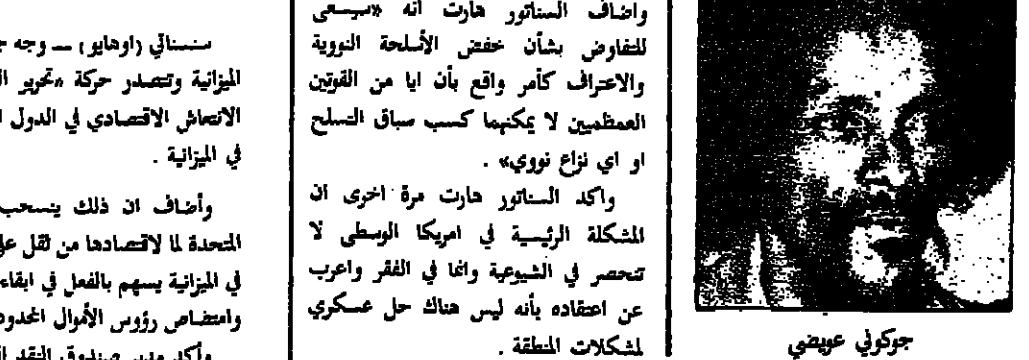 جوكوني عويضي
واضاف السناتور هارت انه «سيسعى
للتفاوض بشأن خفض الأسلحة النووية
والاعتراف كأمر واقع بأن ايا من القوتين
العظميين لا يمكنهما كسب سباق التسلح
او اي نزاع نووي» .
واكد السناتور هارت مرة اخرى ان
المشكلة الرئيسية في امريكا الوسطى لا
تنحصر في الشيوعية وانما في الفقر واعرب
عن اعتقاده بأنه ليس هناك حل عسكري
لمشكلات المنطقة .
سنسناتي (اوهايو) — وجه
الميزانية وتتصدر حركة «تحرير
الانتعاش الاقتصادي في الدول
في الميزانية .
وأضاف ان ذلك ينسحب
المتحدة لما لاقتصادها من ثقل
في الميزانية يسهم بالفعل في ابقاء
وامتصاص رؤوس الأموال
وأكد مدير صندوق النقد